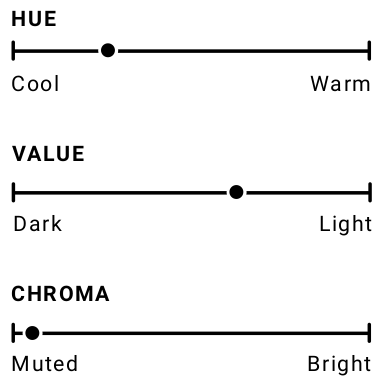 HUE
Cool Warm
VALUE
Dark Light
CHROMA
Muted Bright